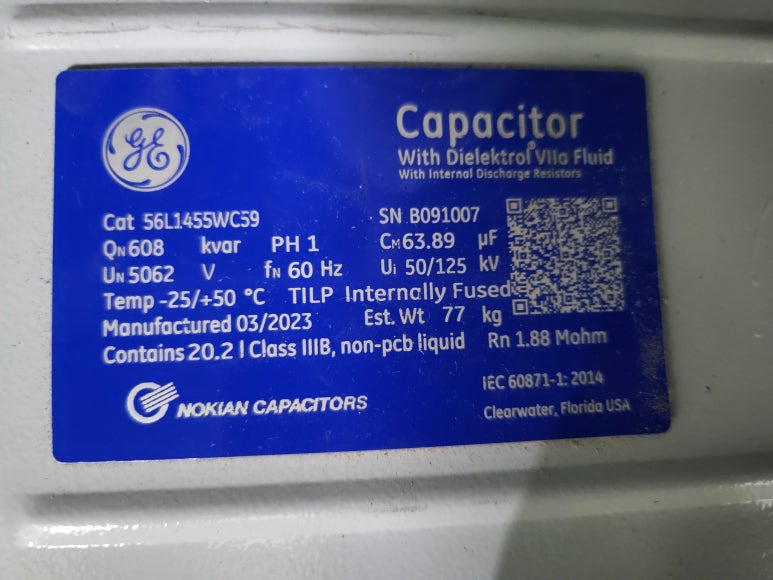 GE
Capacitor
With Dielektrol® VIIa Fluid
With Internal Discharge Resistors
Cat 56L1455WC59 SN B091007
QN 608 kvar PH 1 CM 63.89 µF
UN 5062 V fN 60 Hz Ui 50/125 kV
Temp -25/+50 °C TILP Internally Fused
Manufactured 03/2023 Est. Wt 77 kg
Contains 20.2 l Class IIIB, non-pcb liquid Rn 1.88 Mohm
IEC 60871-1: 2014
NOKIAN CAPACITORS
Clearwater, Florida USA